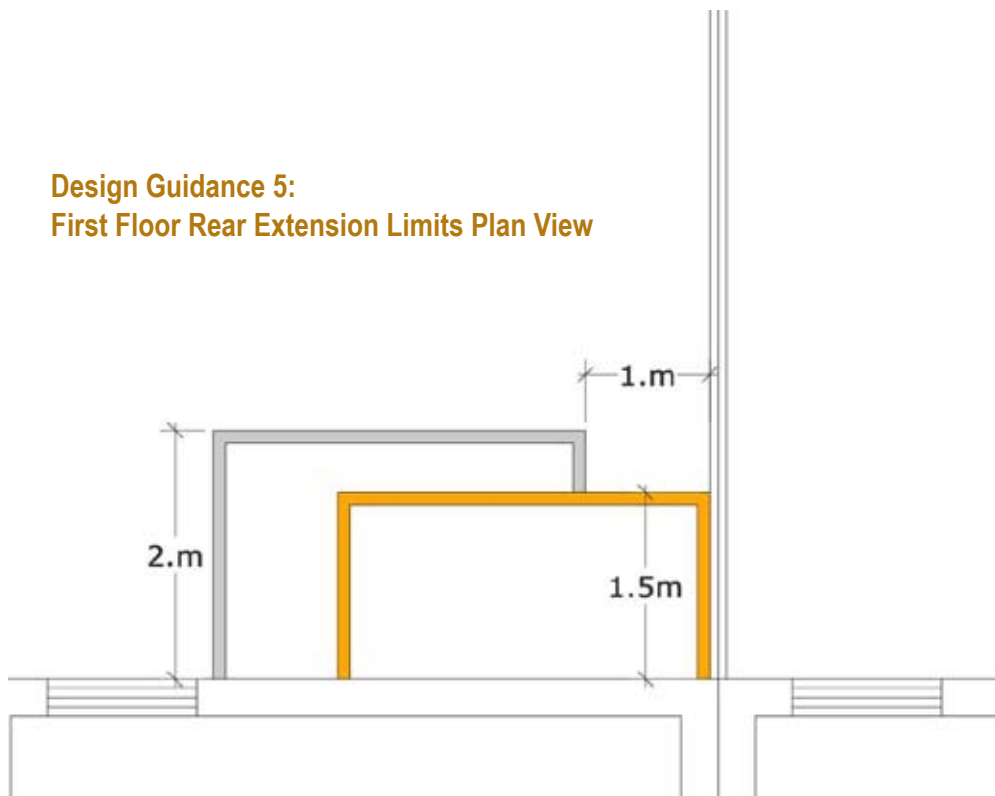 Design Guidance 5:
First Floor Rear Extension Limits Plan View
1.m
2.m
1.5m